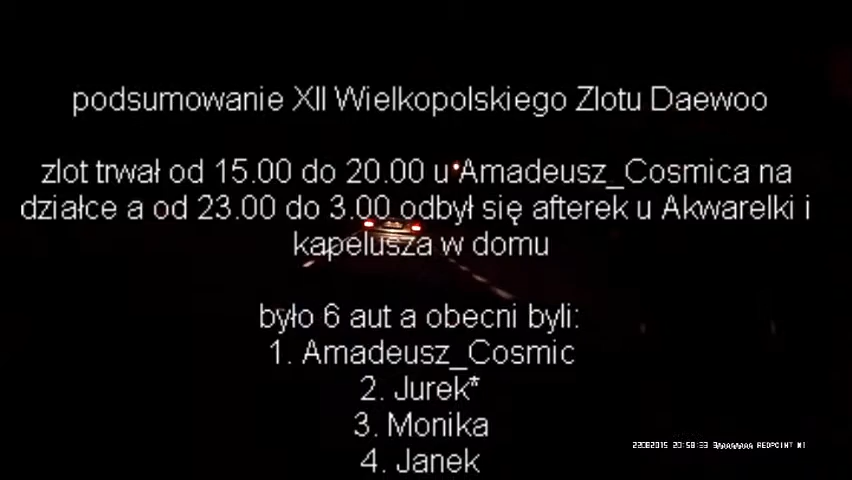 podsumowanie XII Wielkopolskiego Zlotu Daewoo
zlot trwał od 15.00 do 20.00 u Amadeusz_Cosmica na
działce a od 23.00 do 3.00 odbył się afterek u Akwarelki i
kapelusza w domu
było 6 aut a obecni byli:
1. Amadeusz_Cosmic
2. Jurek*
3. Monika
4. Janek
REDPOINT